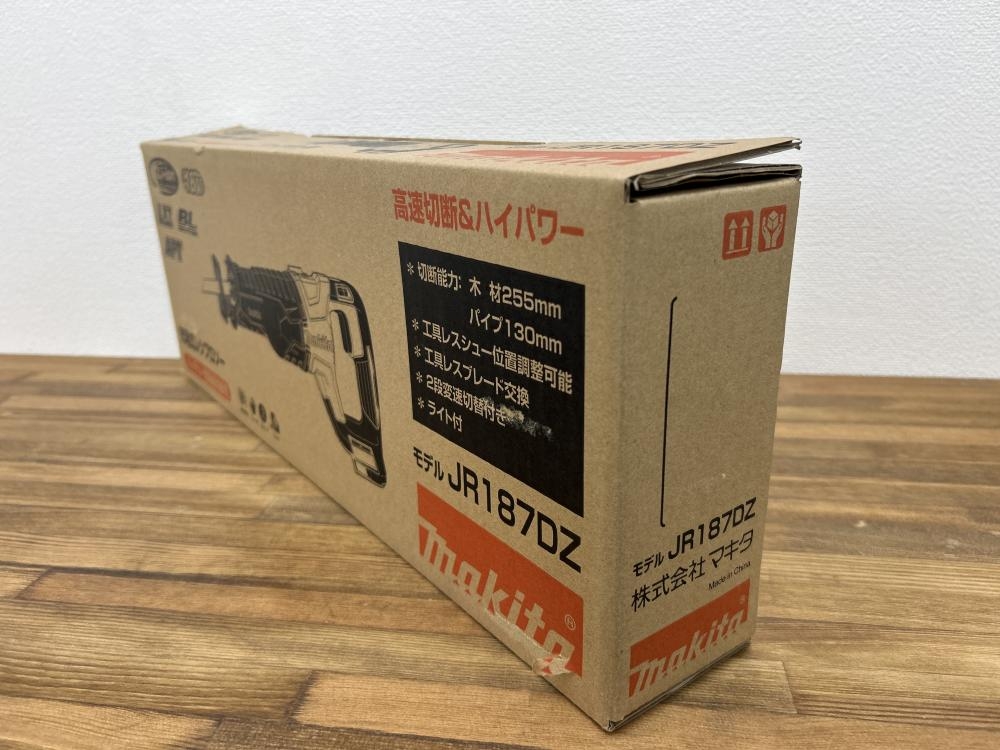 高速切断&ハイパワー
* 切断能力: 木 材255mm
パイプ130mm
* 工具レスシュー位置調整可能
* 工具レスブレード交換
* 2段変速切替付き
* ライト付
モデル JR187DZ
makita®
モデル JR187DZ
株式会社 マキタ
Made in China
makita®
18V
BL